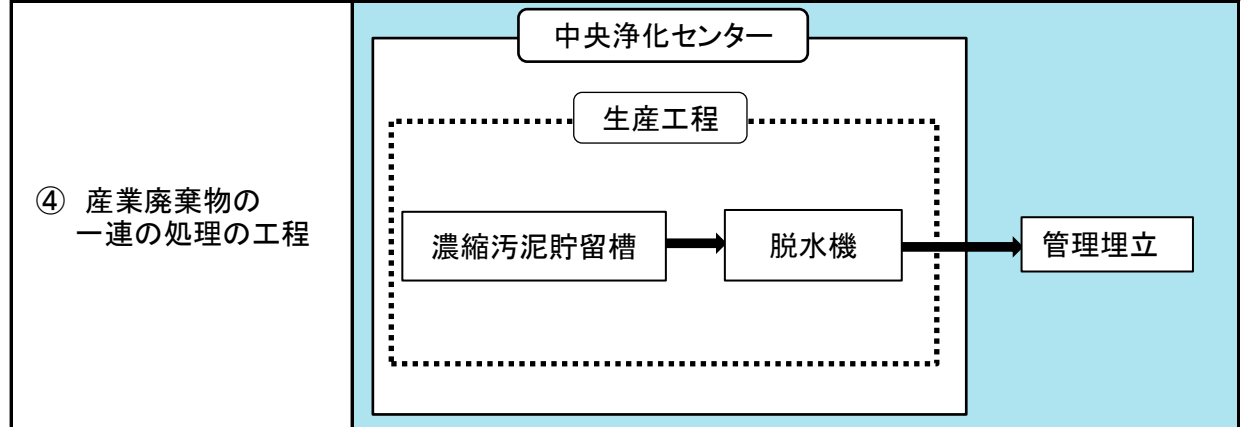 ④ 産業廃棄物の
一連の処理の工程
中央浄化センター
生産工程
濃縮汚泥貯留槽
脱水機
管理埋立